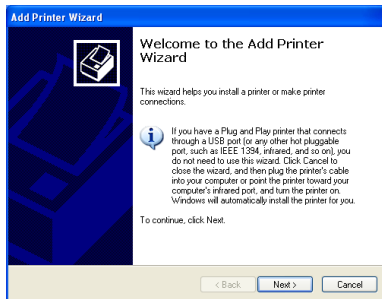 Add Printer Wizard
Welcome to the Add Printer
Wizard
This wizard helps you install a printer or make printer
connections.
If you have a Plug and Play printer that connects
through a USB port (or any other hot pluggable
port, such as IEEE 1394, infrared, and so on), you
do not need to use this wizard. Click Cancel to
close the wizard, and then plug the printer's cable
into your computer or point the printer toward your
computer's infrared port, and turn the printer on.
Windows will automatically install the printer for you.
To continue, click Next.
< Back
Next >
Cancel